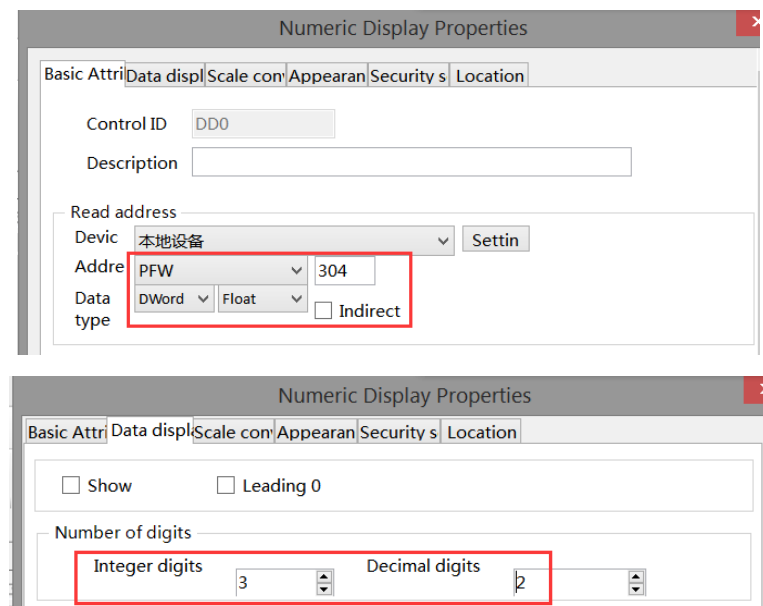 Numeric Display Properties
Basic Attri Data displ Scale con Appearan Security s Location
Control ID DD0
Description
Read address
Devic 本地设备 Settin
Addre PFW 304
Data type DWord Float Indirect
Numeric Display Properties
Basic Attri Data displ Scale con Appearan Security s Location
Show Leading 0
Number of digits
Integer digits 3 Decimal digits 2